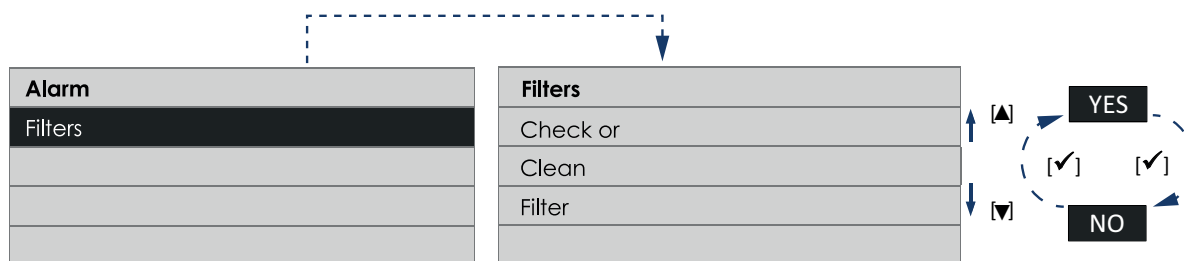 Alarm
Filters
Filters
Check or
Clean
Filter
[▲]
[▼]
YES
[✔] [✔]
NO